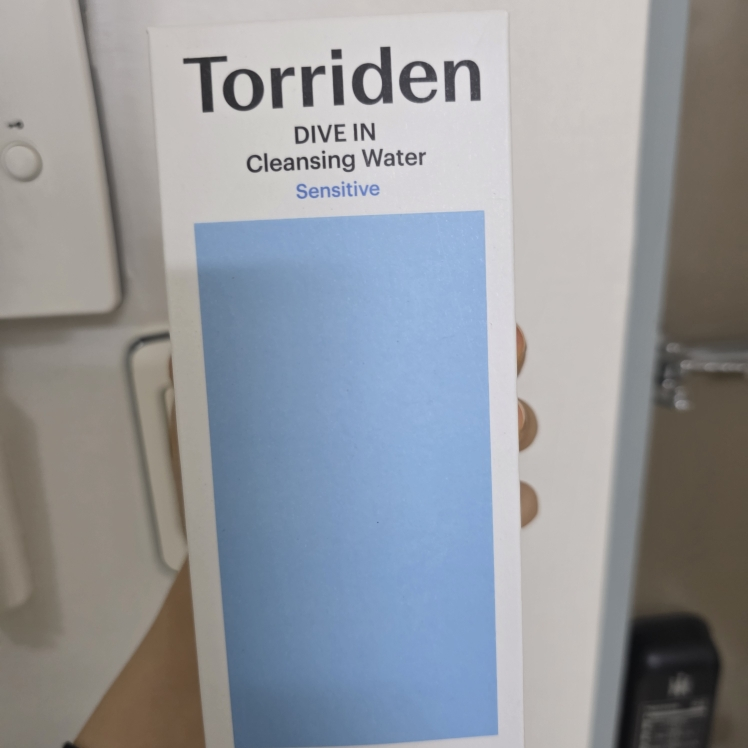 Torriden
DIVE IN
Cleansing Water
Sensitive